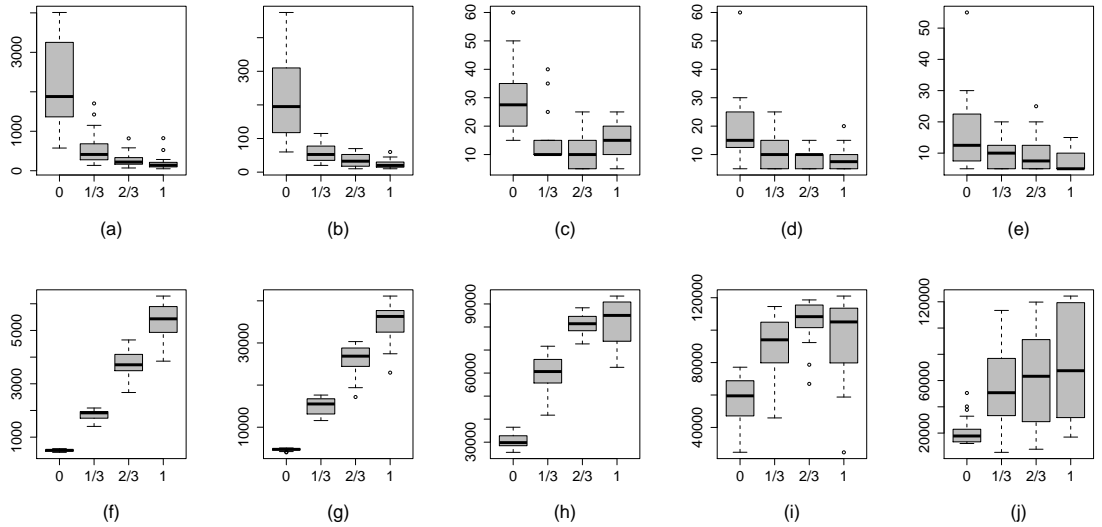 0 1000 3000
0 1/3 2/3 1
(a)
0 100 300
0 1/3 2/3 1
(b)
10 20 30 40 50 60
0 1/3 2/3 1
(c)
10 20 30 40 50 60
0 1/3 2/3 1
(d)
10 20 30 40 50
0 1/3 2/3 1
(e)
1000 3000 5000
0 1/3 2/3 1
(f)
10000 30000
0 1/3 2/3 1
(g)
30000 60000 90000
0 1/3 2/3 1
(h)
40000 80000 120000
0 1/3 2/3 1
(i)
20000 60000 120000
0 1/3 2/3 1
(j)